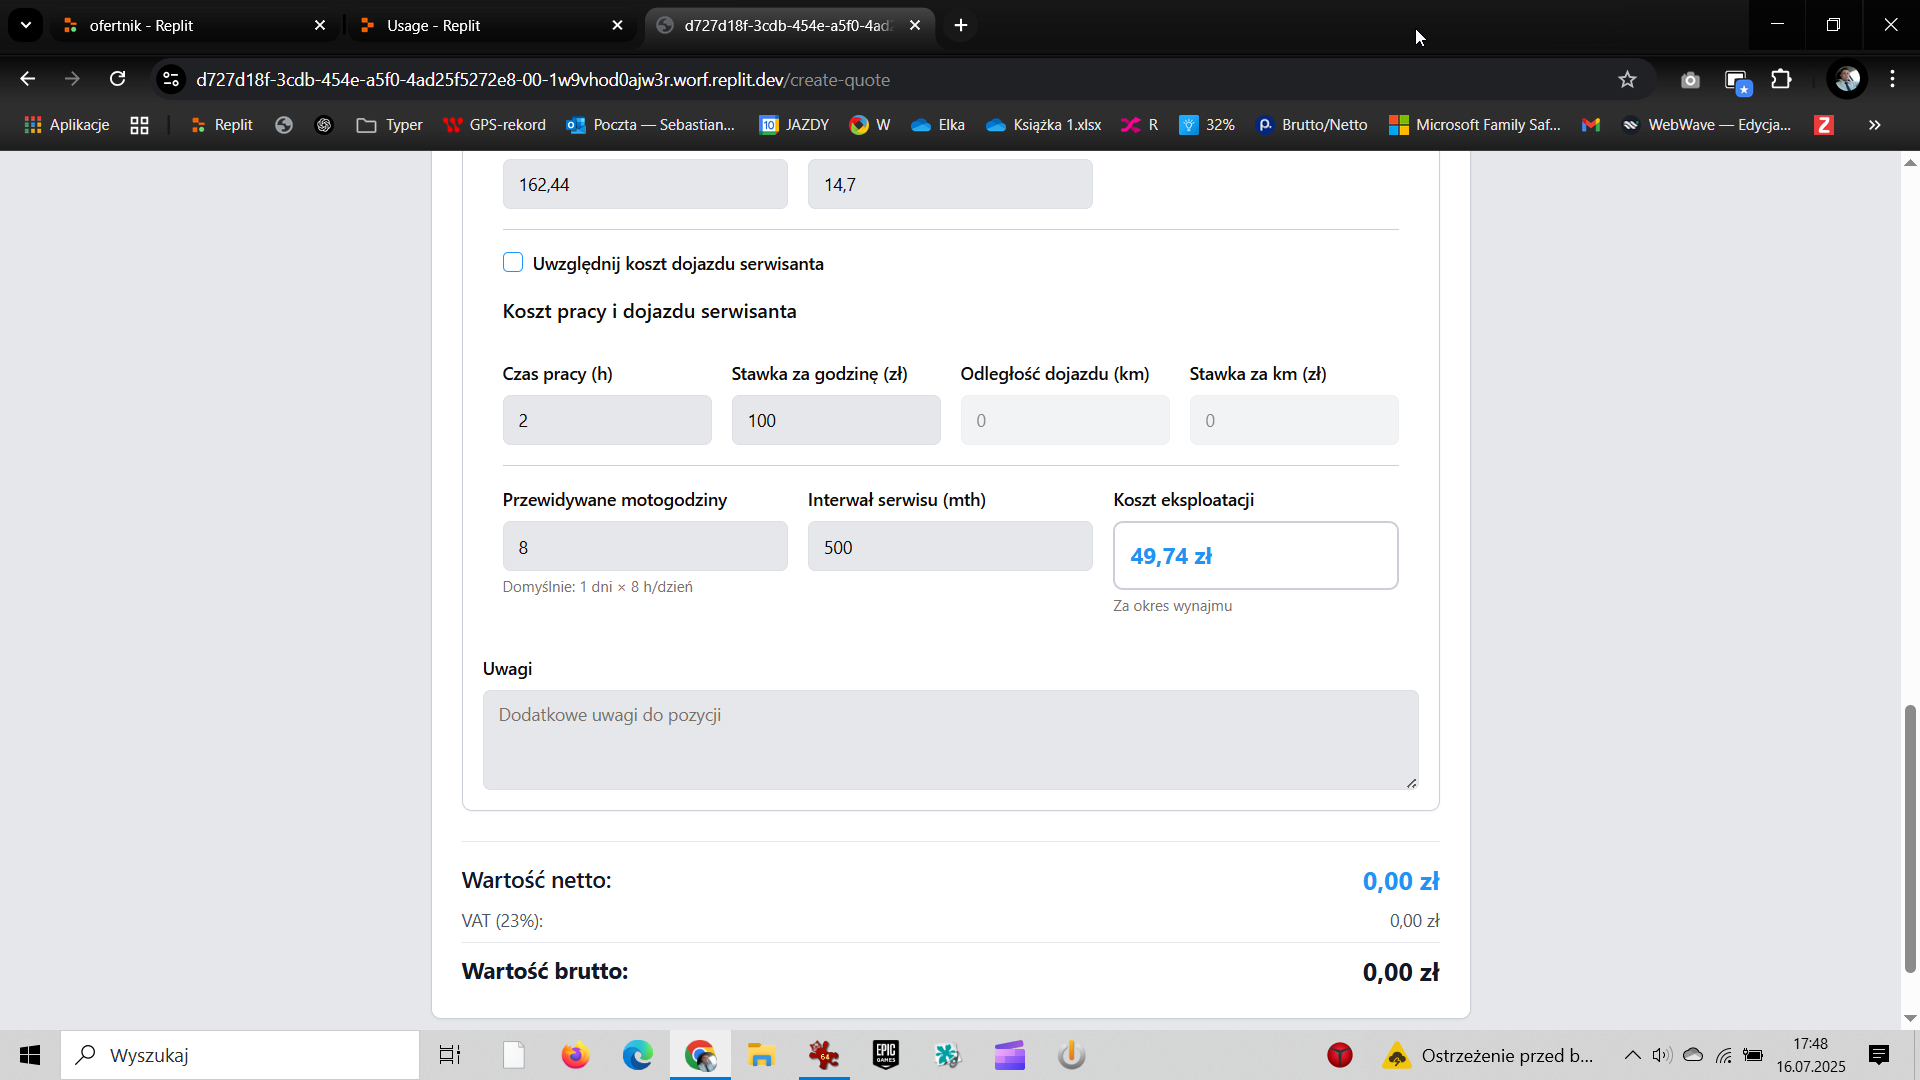 ofertnik - Replit
Usage - Replit
d727d18f-3cdb-454e-a5f0-4ad2
d727d18f-3cdb-454e-a5f0-4ad25f5272e8-00-1w9vhod0ajw3r.worf.replit.dev/create-quote
Aplikacje
Replit
Typer
GPS-rekord
Poczta — Sebastian...
10
JAZDY
W
Elka
Książka 1.xlsx
R
32%
Brutto/Netto
Microsoft Family Saf...
WebWave — Edycja...
Z
»
162,44
14,7
Uwzględnij koszt dojazdu serwisanta
Koszt pracy i dojazdu serwisanta
Czas pracy (h)
Stawka za godzinę (zł)
Odległość dojazdu (km)
Stawka za km (zł)
2
100
0
0
Przewidywane motogodziny
Interwał serwisu (mth)
Koszt eksploatacji
8
500
49,74 zł
Domyślnie: 1 dni × 8 h/dzień
Za okres wynajmu
Uwagi
Dodatkowe uwagi do pozycji
Wartość netto:
0,00 zł
VAT (23%):
0,00 zł
Wartość brutto:
0,00 zł
Wyszukaj
64
EPIC
GAMES
Ostrzeżenie przed b...
17:48
16.07.2025